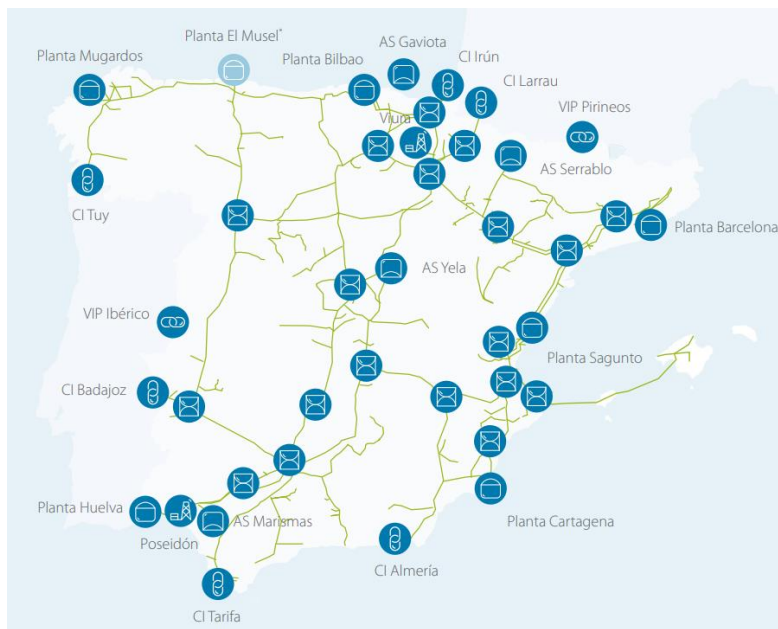 Planta El Musel*
AS Gaviota
Planta Mugardos
Planta Bilbao
CI Irún
CI Larrau
VIP Pirineos
Viura
AS Serrablo
CI Tuy
Planta Barcelona
AS Yela
VIP Ibérico
Planta Sagunto
CI Badajoz
Planta Huelva
AS Marismas
Planta Cartagena
Poseidón
CI Almería
CI Tarifa